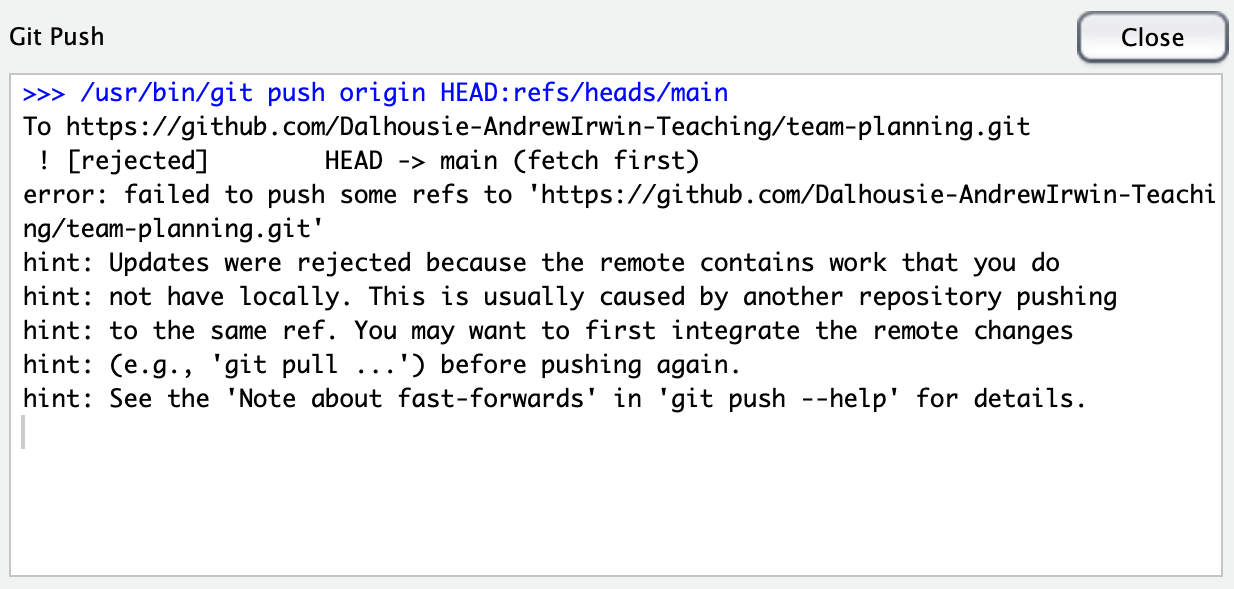 Git Push
Close
>>> /usr/bin/git push origin HEAD:refs/heads/main
To https://github.com/Dalhousie-AndrewIrwin-Teaching/team-planning.git
 ! [rejected]        HEAD -> main (fetch first)
error: failed to push some refs to 'https://github.com/Dalhousie-AndrewIrwin-Teachi
ng/team-planning.git'
hint: Updates were rejected because the remote contains work that you do
hint: not have locally. This is usually caused by another repository pushing
hint: to the same ref. You may want to first integrate the remote changes
hint: (e.g., 'git pull ...') before pushing again.
hint: See the 'Note about fast-forwards' in 'git push --help' for details.